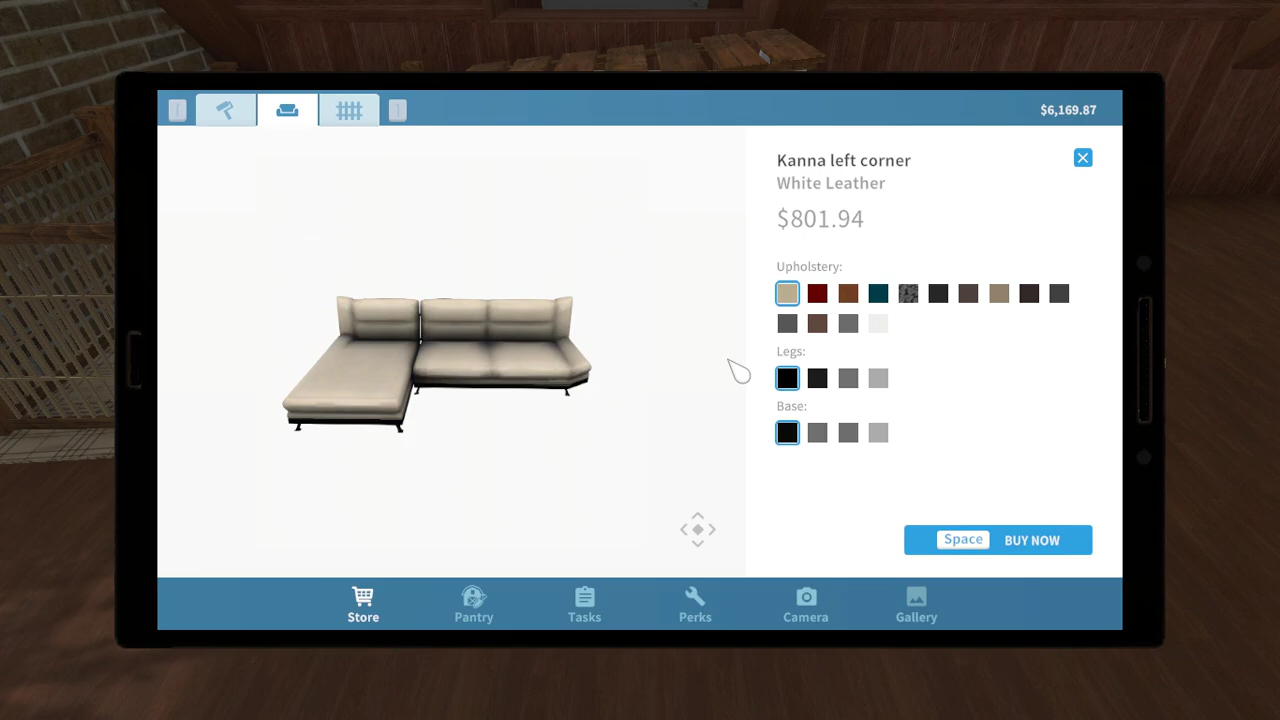 $6,169.87
Kanna left corner
White Leather
$801.94
Upholstery:
Legs:
Base:
Space BUY NOW
Store
Pantry
Tasks
Perks
Camera
Gallery